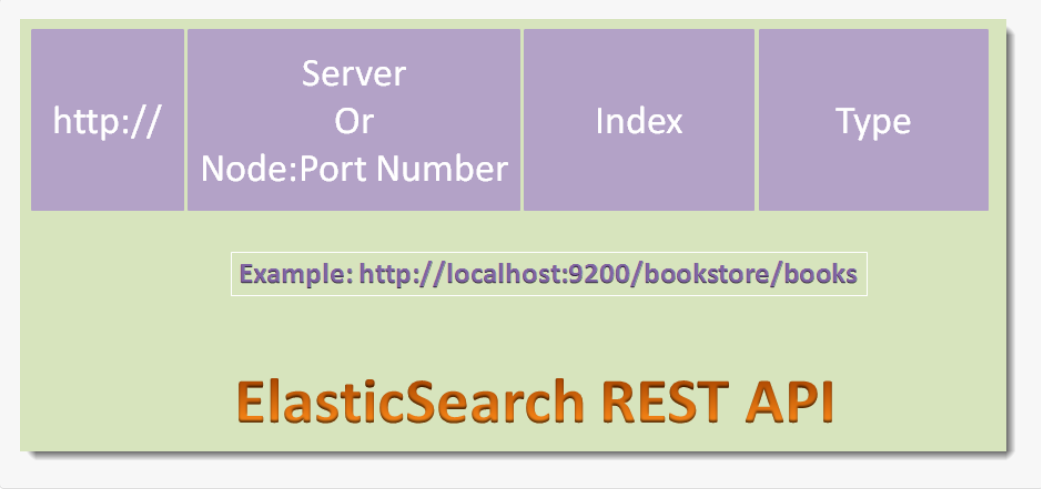 http://
Server
Or
Node:Port Number
Index
Type
Example: http://localhost:9200/bookstore/books
ElasticSearch REST API